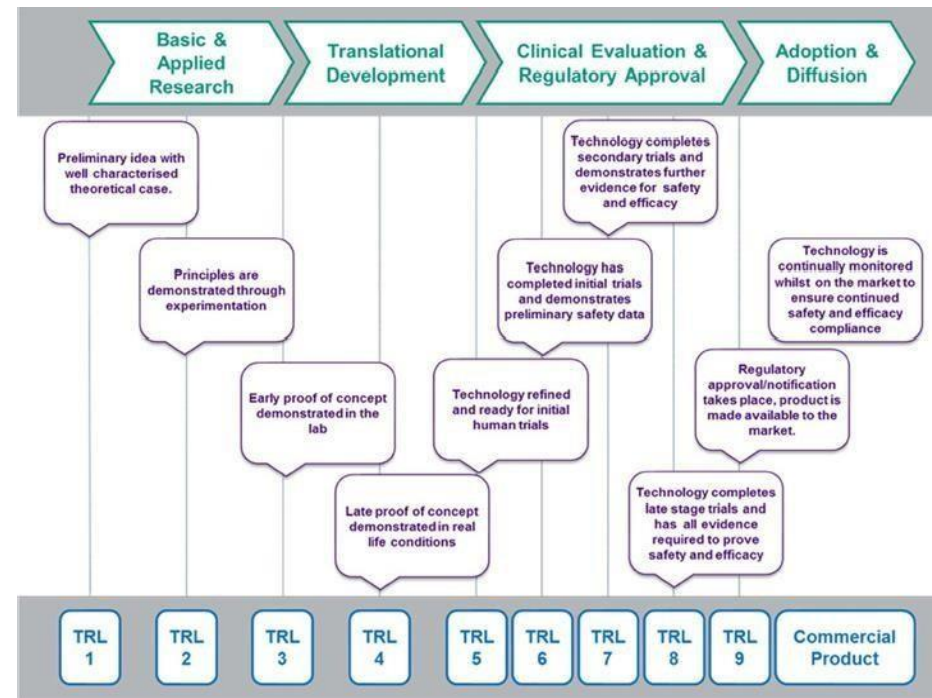 Basic &
Applied
Research
Translational
Development
Clinical Evaluation &
Regulatory Approval
Adoption &
Diffusion
Preliminary idea with
well characterised
theoretical case.
Principles are
demonstrated through
experimentation
Early proof of concept
demonstrated in the
lab
Late proof of concept
demonstrated in real
life conditions
Technology refined
and ready for initial
human trials
Technology has
completed initial trials
and demonstrates
preliminary safety data
Technology completes
secondary trials and
demonstrates further
evidence for safety
and efficacy
Technology completes
late stage trials and
has all evidence
required to prove
safety and efficacy
Regulatory
approval/notification
takes place, product is
made available to the
market.
Technology is
continually monitored
whilst on the market to
ensure continued
safety and efficacy
compliance
TRL
1
TRL
2
TRL
3
TRL
4
TRL
5
TRL
6
TRL
7
TRL
8
TRL
9
Commercial
Product